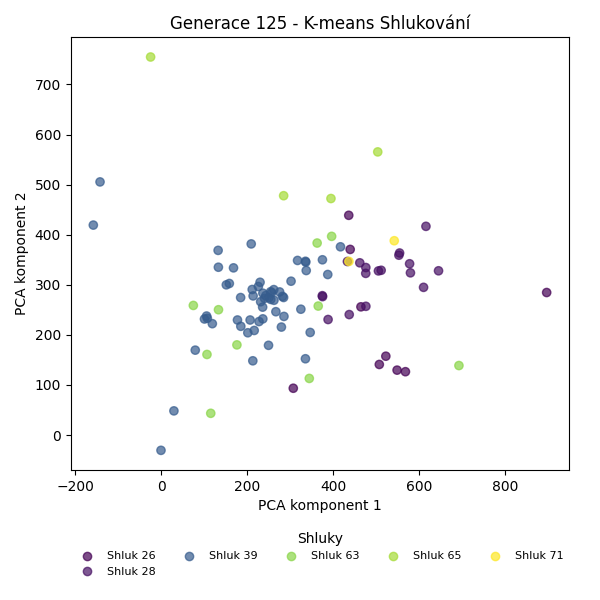 Generace 125 - K-means Shlukování
700
600
500
400
300
200
100
0
PCA komponent 2
−200 0 200 400 600 800
PCA komponent 1
Shluky
Shluk 26 Shluk 39 Shluk 63 Shluk 65 Shluk 71
Shluk 28